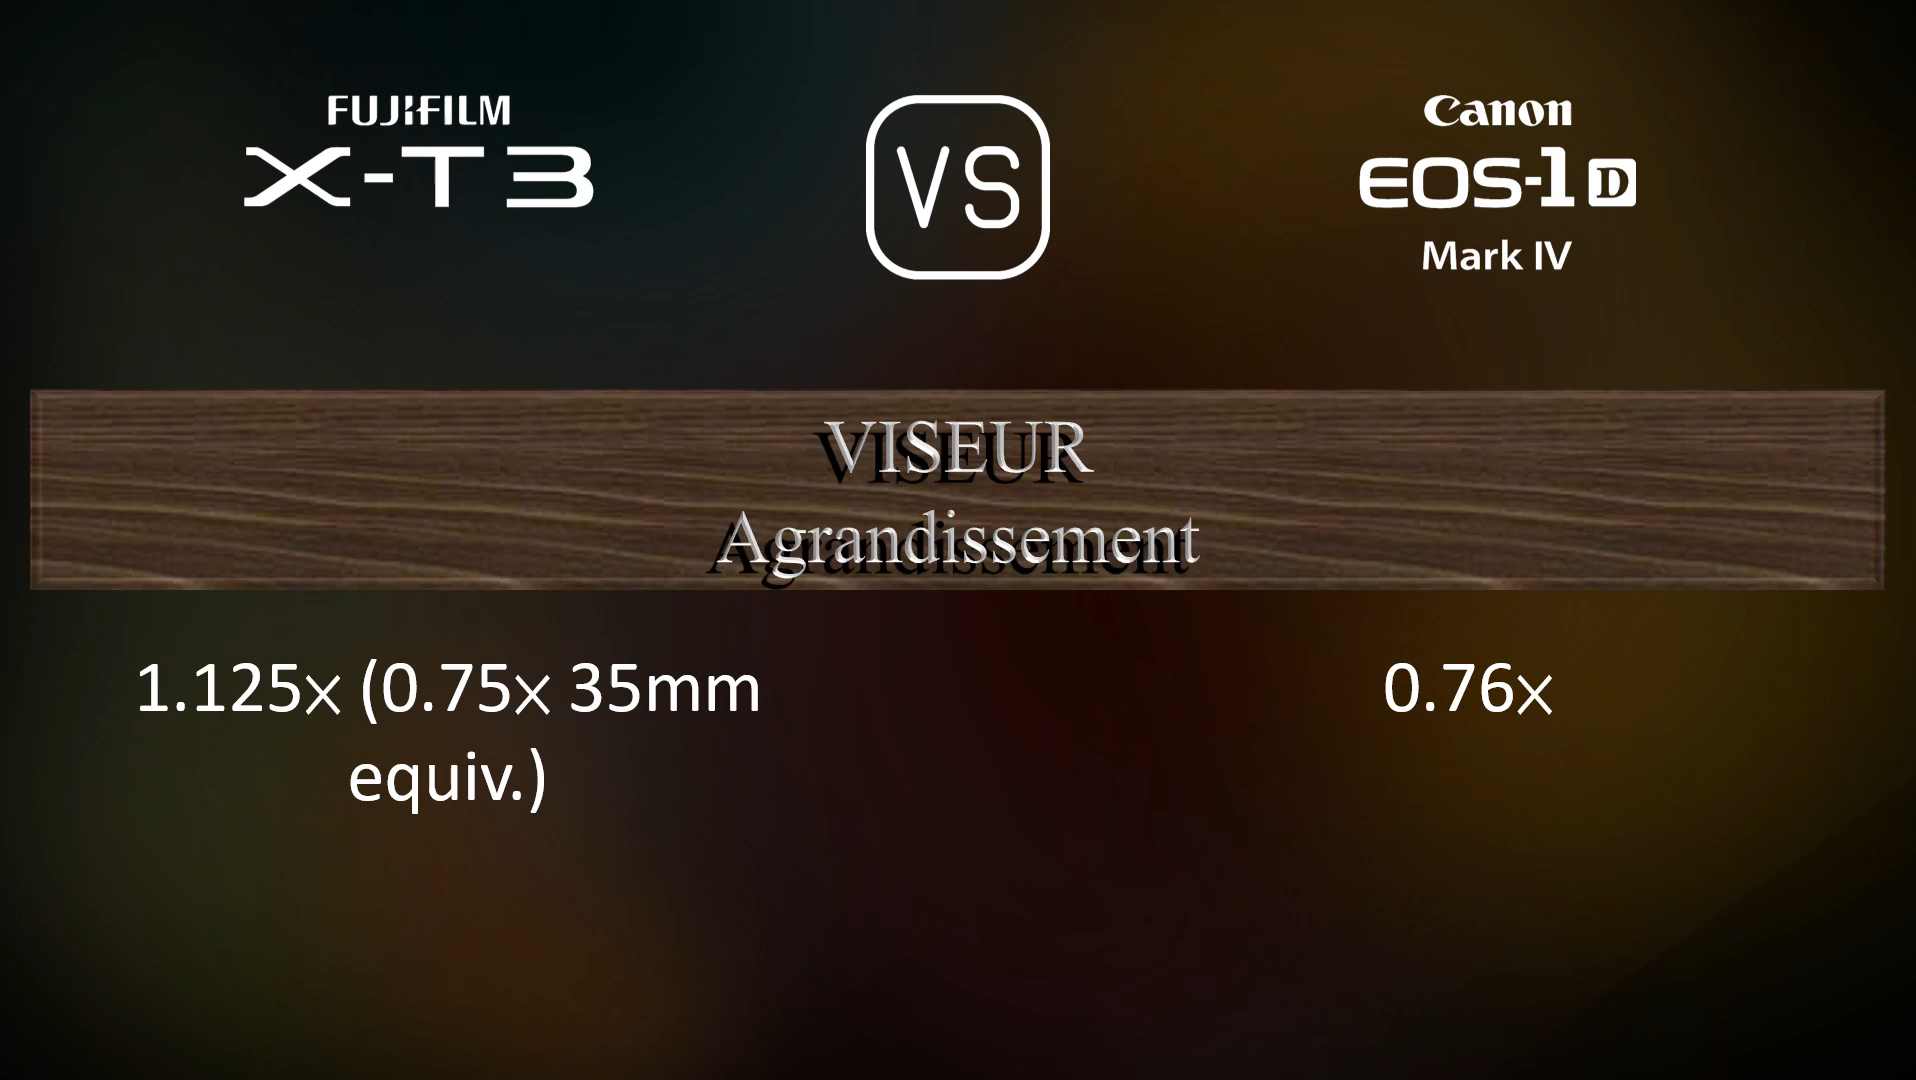 FUJIFILM
X-T3
VS
Canon
EOS-1D
Mark IV
VISEUR
Agrandissement
1.125x (0.75x 35mm
equiv.)
0.76x